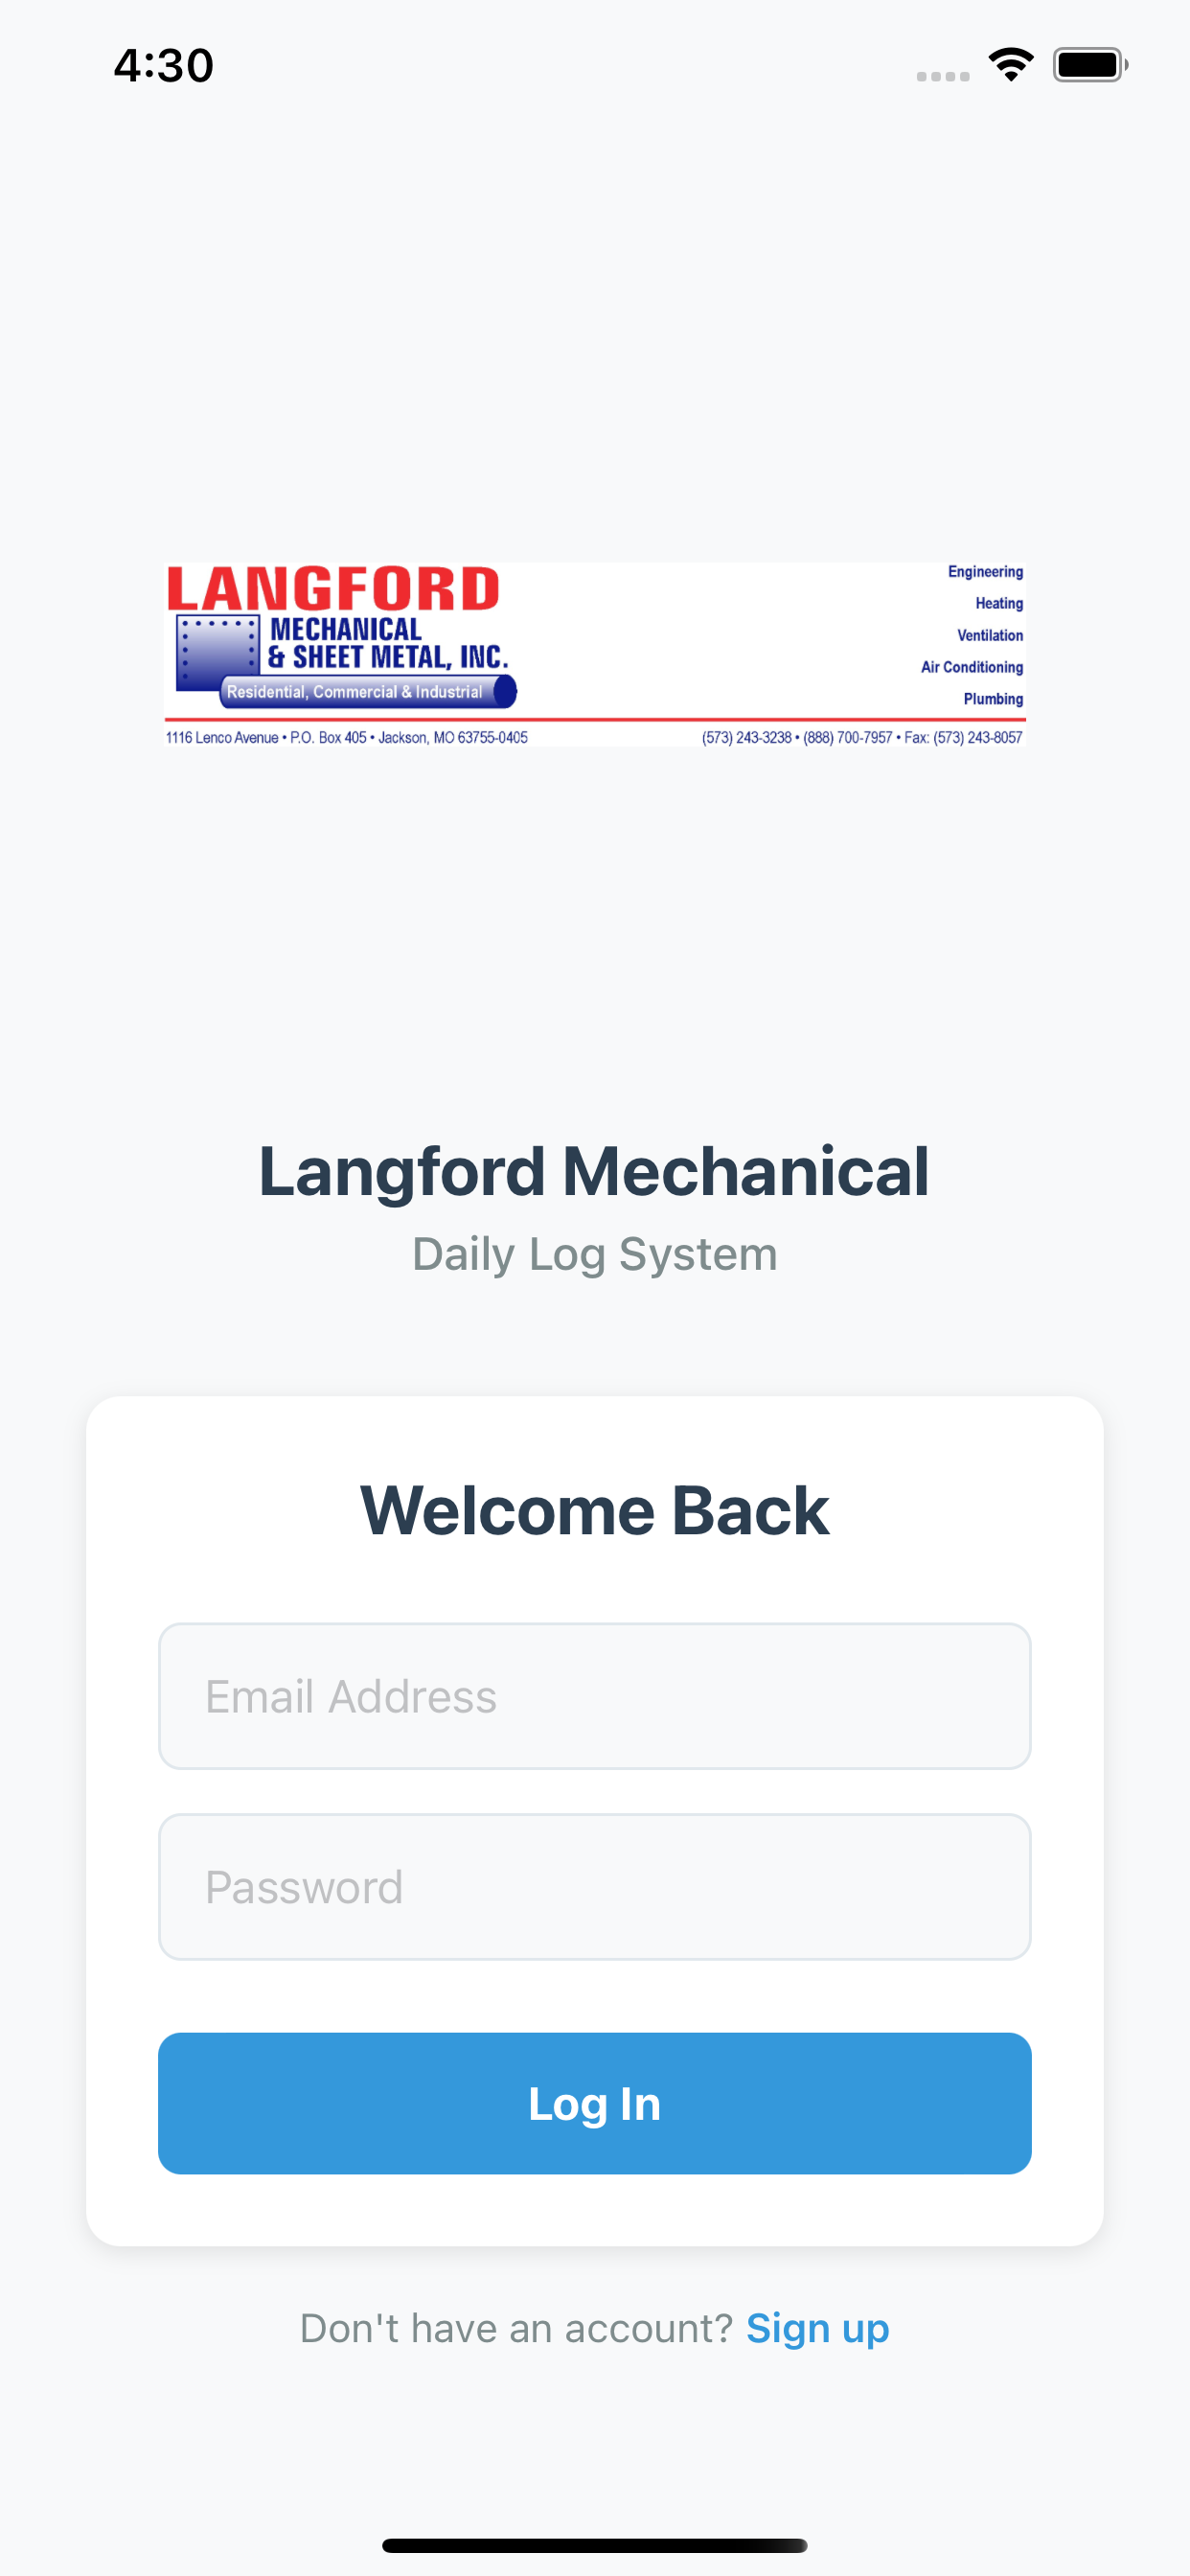 4:30
LANGFORD
MECHANICAL
& SHEET METAL, INC.
Residential, Commercial & Industrial
Engineering
Heating
Ventilation
Air Conditioning
Plumbing
1116 Lenco Avenue • P.O. Box 405 • Jackson, MO 63755-0405
(573) 243-3238 • (888) 700-7957 • Fax: (573) 243-8057
Langford Mechanical
Daily Log System
Welcome Back
Email Address
Password
Log In
Don't have an account? Sign up